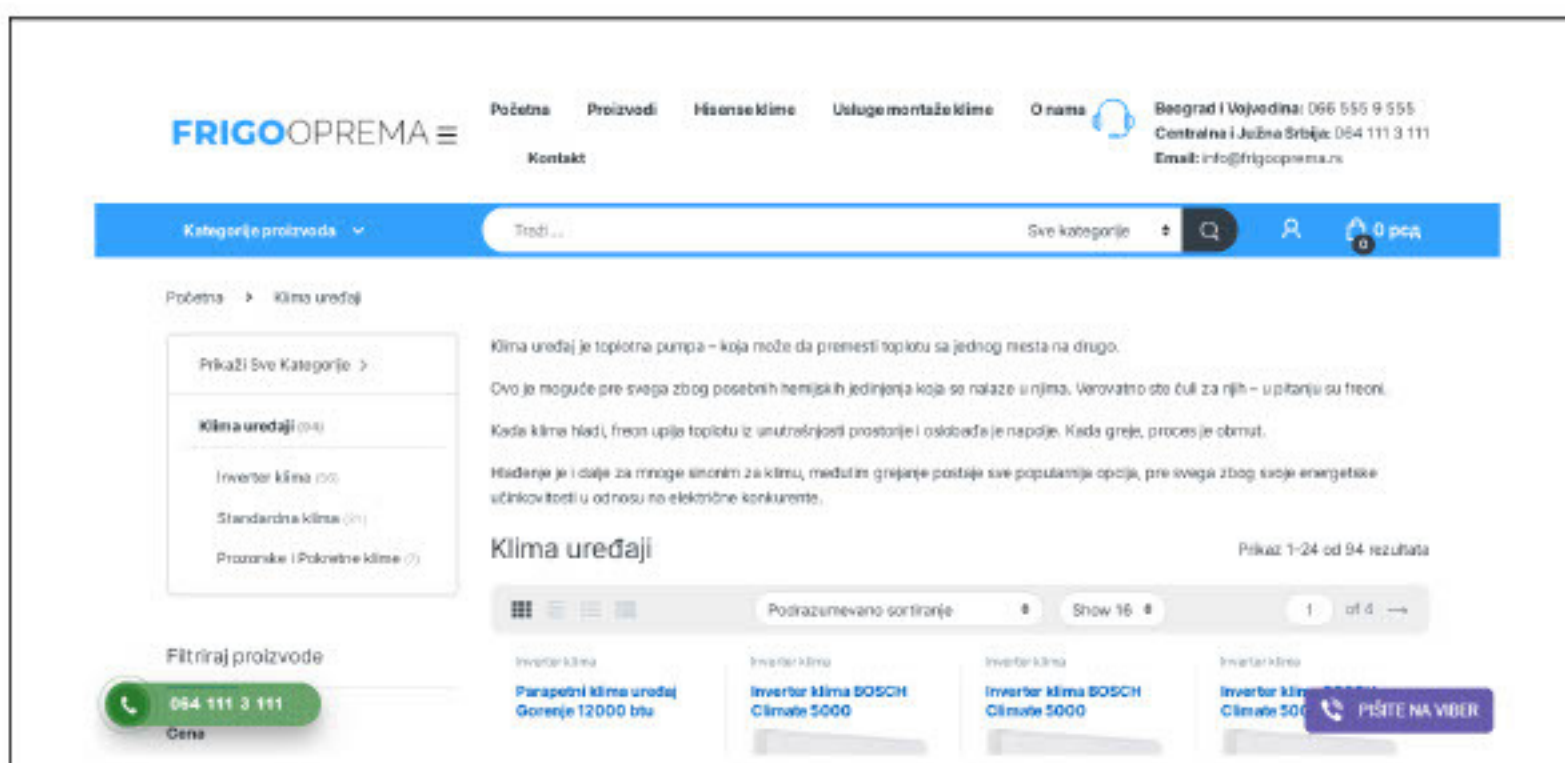 FRIGOOPREMA
Početna Proizvodi Hisense klime Usluge montaže klime O nama
Kontakt
Beograd i Vojvodina: 066 555 9 555
Centralna i Južna Srbija: 064 111 3 111
Email: info@frigooprema.rs
Kategorije proizvoda
Traži ...
Sve kategorije
0
0 рсд
Početna > Klima uređaji
Prikaži Sve Kategorije >
Klima uređaji (94)
Inverter klima
Standardna klima
Prozorske i Pokretne klime (7)
Klima uređaj je toplotna pumpa – koja može da premesti toplotu sa jednog mesta na drugo.
Ovo je moguće pre svega zbog posebnih hemijskih jedinjenja koja se nalaze u njima. Verovatno ste čuli za njih – u pitanju su freoni.
Kada klima hladi, freon upija toplotu iz unutrašnjosti prostorije i oslobađa je napolje. Kada greje, proces je obrnut.
Hlađenje je i dalje za mnoge sinonim za klimu, međutim grejanje postaje sve popularnija opcija, pre svega zbog svoje energetske
učinkovitosti u odnosu na električne konkurente.
Klima uređaji
Prikaz 1–24 od 94 rezultata
Podrazumevano sortiranje
Show 16
1 of 4 →
Filtriraj proizvode
064 111 3 111
Cena
Inverter klima
Parapetni klima uređaj
Gorenje 12000 btu
Inverter klima
Inverter klima BOSCH
Climate 5000
Inverter klima
Inverter klima BOSCH
Climate 5000
Inverter klima
Inverter klima BOSCH
Climate 500
PIŠITE NA VIBER